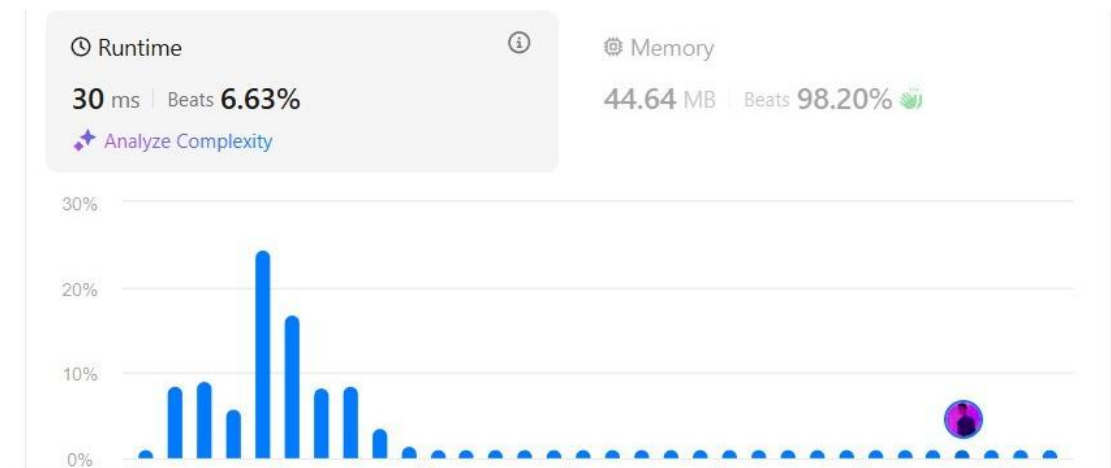 Runtime
30 ms Beats 6.63%
Analyze Complexity
Memory
44.64 MB Beats 98.20%
30%
20%
10%
0%